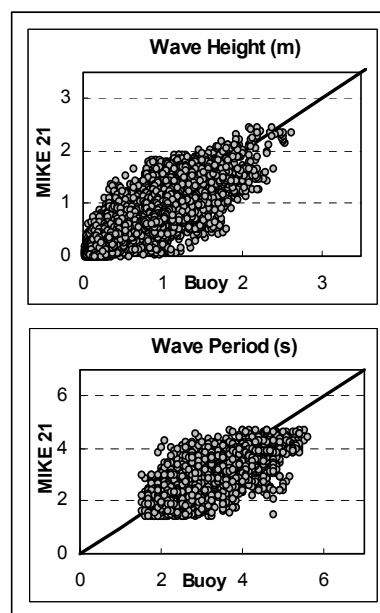 Wave Height (m)
3
2
1
0
MIKE 21
0 1 2 3
Buoy
Wave Period (s)
6
4
2
0
MIKE 21
0 2 4 6
Buoy